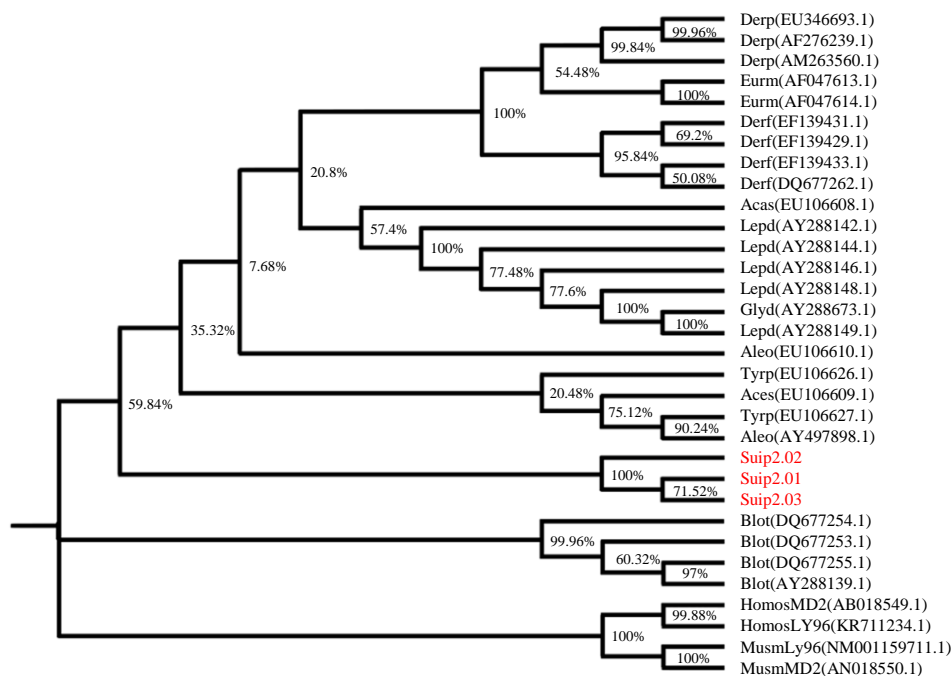 Derp(EU346693.1)
99.96%
Derp(AF276239.1)
99.84%
Derp(AM263560.1)
54.48%
Eurm(AF047613.1)
100%
Eurm(AF047614.1)
100%
Derf(EF139431.1)
69.2%
Derf(EF139429.1)
95.84%
Derf(EF139433.1)
50.08%
Derf(DQ677262.1)
20.8%
Acas(EU106608.1)
57.4%
Lepd(AY288142.1)
100%
Lepd(AY288144.1)
7.68%
77.48%
Lepd(AY288146.1)
77.6%
Lepd(AY288148.1)
100%
Glyd(AY288673.1)
100%
Lepd(AY288149.1)
35.32%
Aleo(EU106610.1)
Tyrp(EU106626.1)
20.48%
Aces(EU106609.1)
59.84%
75.12%
Tyrp(EU106627.1)
90.24%
Aleo(AY497898.1)
Suip2.02
100%
Suip2.01
71.52%
Suip2.03
Blot(DQ677254.1)
99.96%
Blot(DQ677253.1)
60.32%
Blot(DQ677255.1)
97%
Blot(AY288139.1)
HomosMD2(AB018549.1)
99.88%
HomosLY96(KR711234.1)
100%
MusmLy96(NM001159711.1)
100%
MusmMD2(AN018550.1)